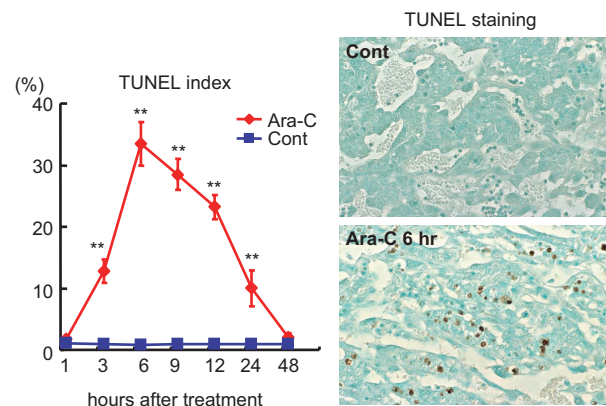 TUNEL staining
Cont
Ara-C 6 hr
TUNEL index
(%)
40
30
20
10
0
**
**
**
**
**
Ara-C
Cont
1 3 6 9 12 24 48
hours after treatment